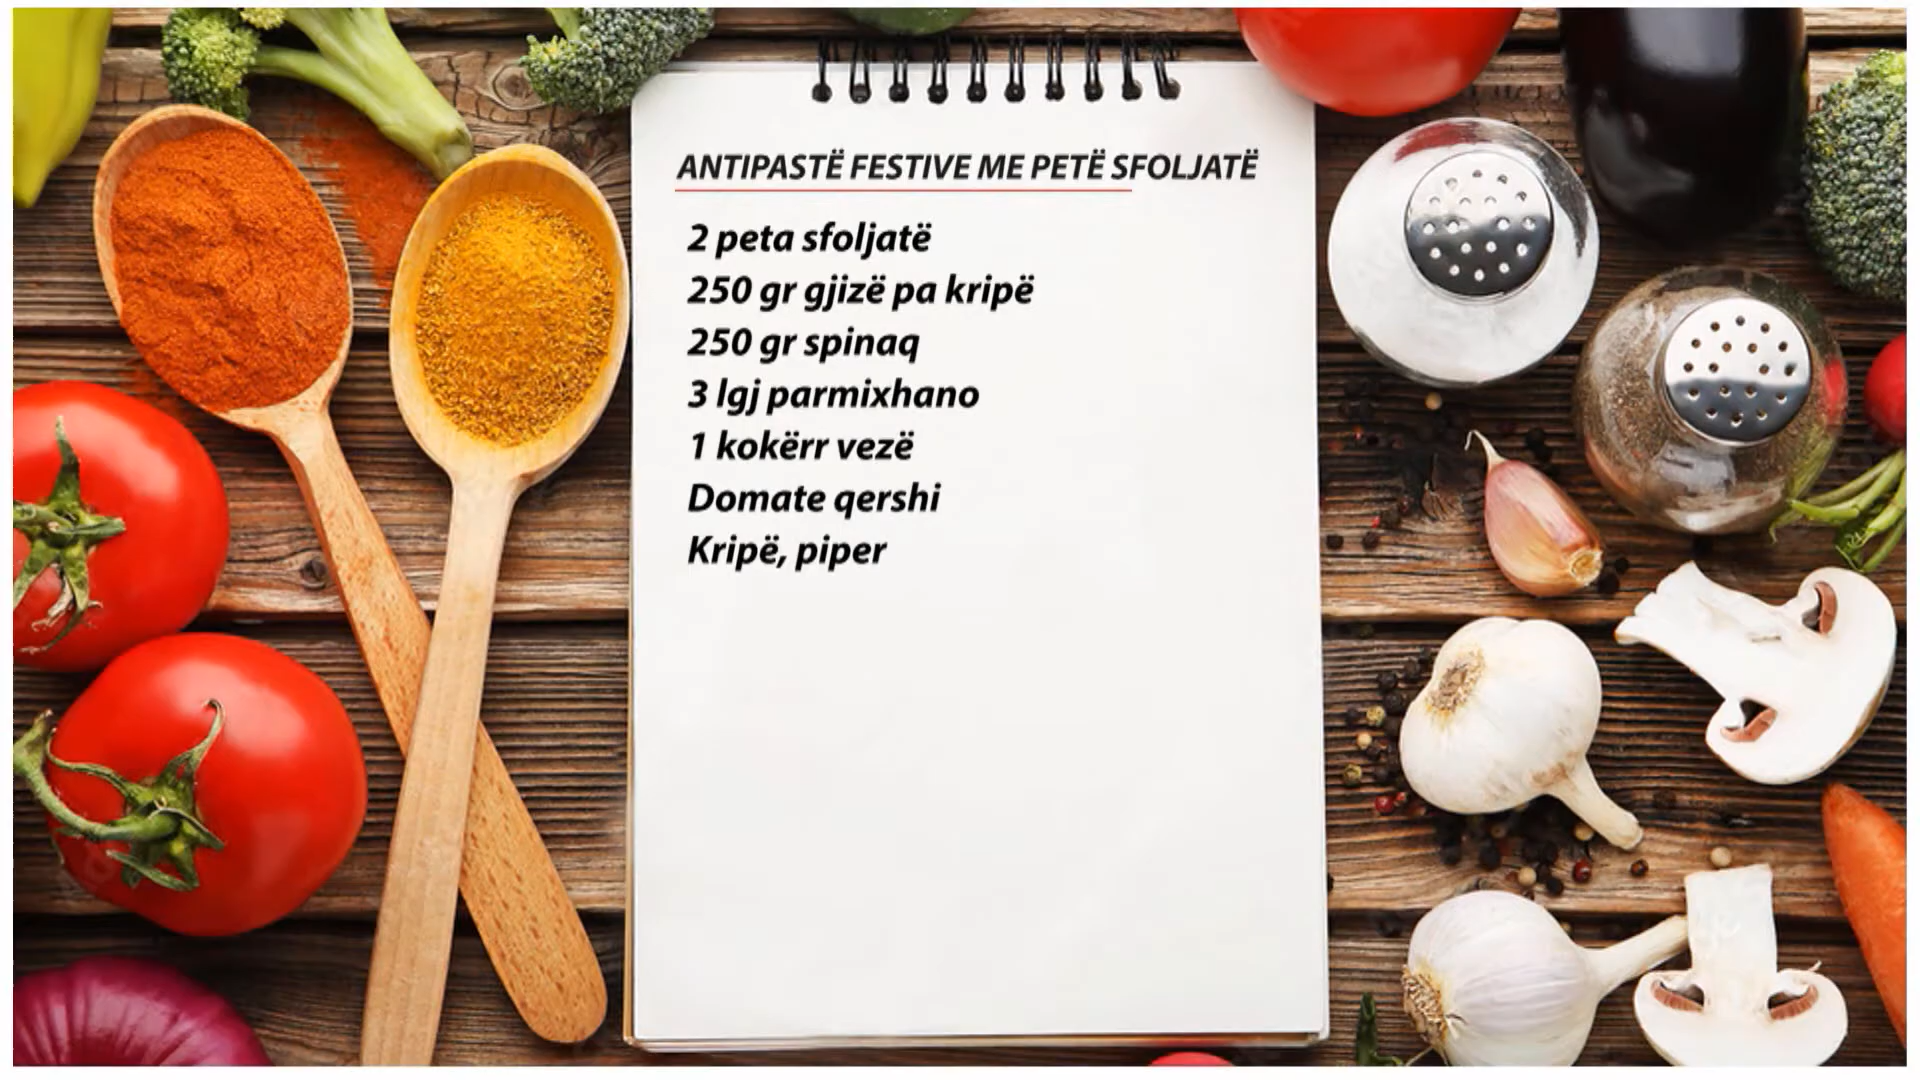 ANTIPASTË FESTIVE ME PETË SFOLJATË
2 peta sfoljatë
250 gr gjizë pa kripë
250 gr spinaq
3 lgj parmixhano
1 kokërr vezë
Domate qershi
Kripë, piper